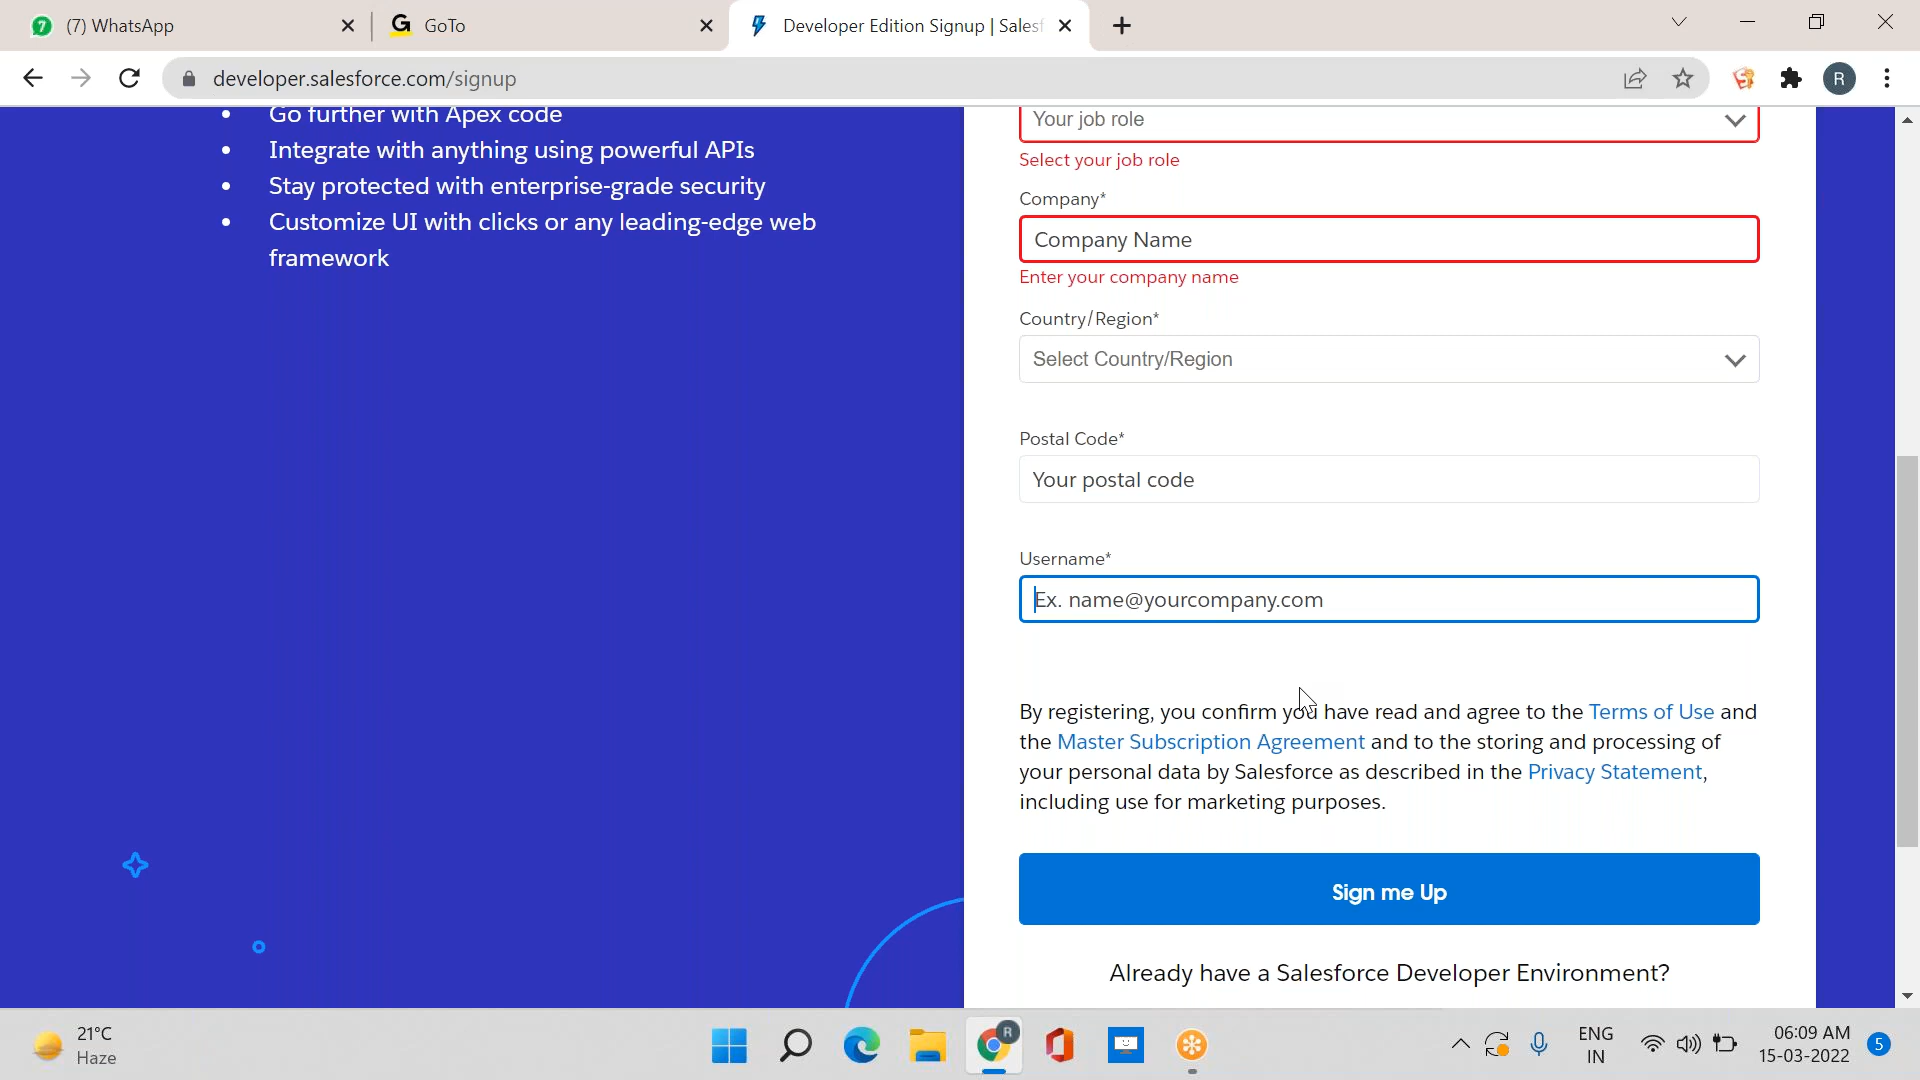 (7) WhatsApp
GoTo
Developer Edition Signup | Salesf
developer.salesforce.com/signup
R
Go further with Apex code
Integrate with anything using powerful APIs
Stay protected with enterprise-grade security
Customize UI with clicks or any leading-edge web
framework
Your job role
Select your job role
Company*
Company Name
Enter your company name
Country/Region*
Select Country/Region
Postal Code*
Your postal code
Username*
Ex. name@yourcompany.com
By registering, you confirm you have read and agree to the Terms of Use and
the Master Subscription Agreement and to the storing and processing of
your personal data by Salesforce as described in the Privacy Statement,
including use for marketing purposes.
Sign me Up
Already have a Salesforce Developer Environment?
21°C
Haze
R
ENG
IN
06:09 AM
15-03-2022
5